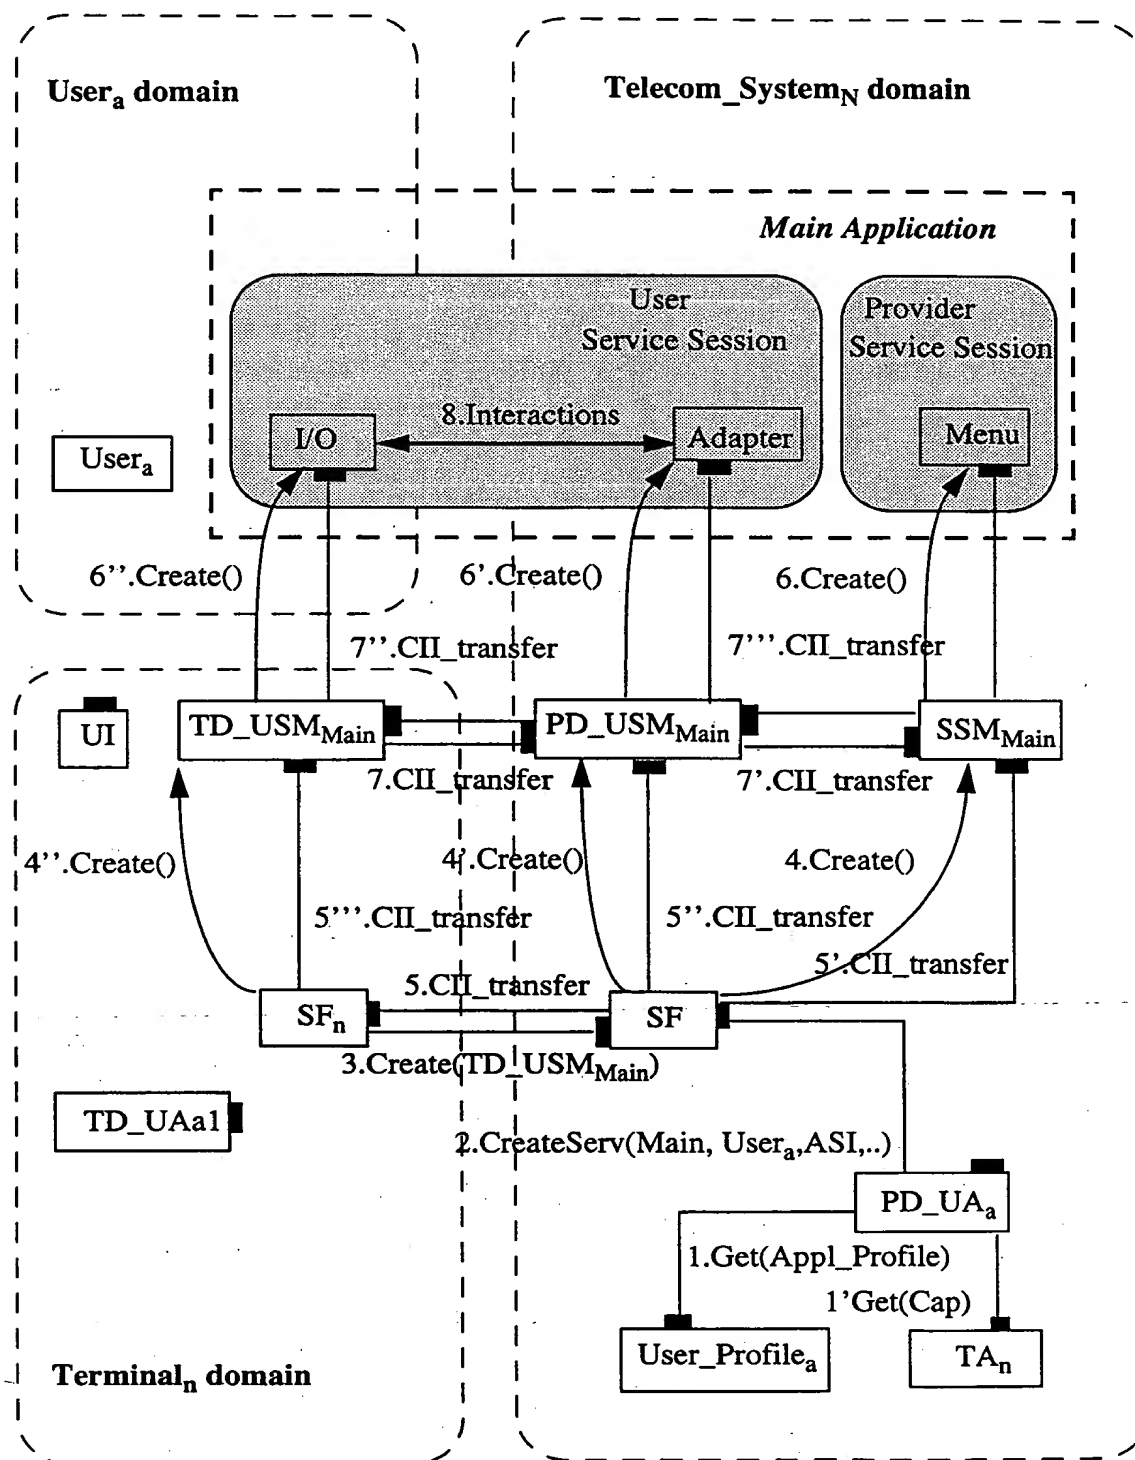 User_a domain
Telecom_System_N domain
Main Application
User
Service Session
Provider
Service Session
8.Interactions
I/O
Adapter
Menu
User_a
6''.Create()
6'.Create()
6.Create()
7''.CII_transfer
7'''.CII_transfer
UI
TD_USM_Main
PD_USM_Main
SSM_Main
7.CII_transfer
7'.CII_transfer
4''.Create()
4'.Create()
4.Create()
5'''.CII_transfer
5''.CII_transfer
5'.CII_transfer
5.CII_transfer
SF_n
SF
3.Create(TD_USM_Main)
TD_UAa1
2.CreateServ(Main, User_a,ASI,..)
PD_UA_a
1.Get(Appl_Profile)
1'Get(Cap)
User_Profile_a
TA_n
Terminal_n domain